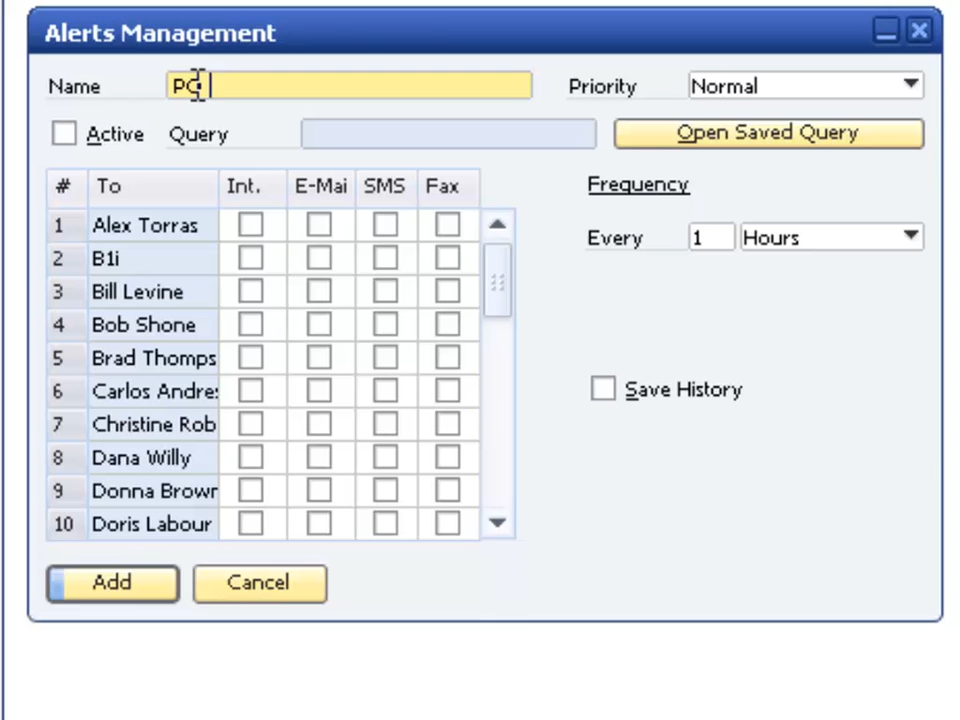 Alerts Management
Name
Priority Normal
Active Query Open Saved Query
# To Int. E-Mai SMS Fax
Frequency
1 Alex Torras
Every 1 Hours
2 B1i
3 Bill Levine
4 Bob Shone
5 Brad Thomps
6 Carlos Andre
Save History
7 Christine Rob
8 Dana Willy
9 Donna Brown
10 Doris Labour
Add Cancel